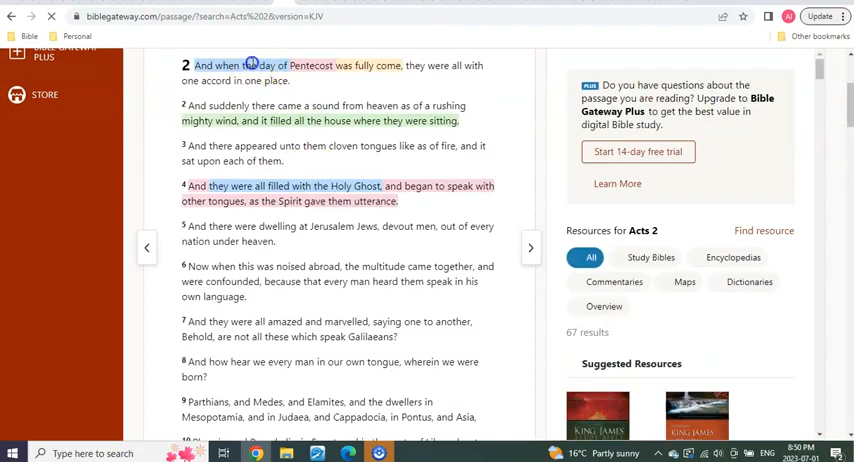 biblegateway.com/passage/?search=Acts%202&version=KJV
AI
Update
Bible
Personal
Other bookmarks
BIBLE GATEWAY
PLUS
STORE
2 And when the day of Pentecost was fully come, they were all with
one accord in one place.
2 And suddenly there came a sound from heaven as of a rushing
mighty wind, and it filled all the house where they were sitting.
3 And there appeared unto them cloven tongues like as of fire, and it
sat upon each of them.
4 And they were all filled with the Holy Ghost, and began to speak with
other tongues, as the Spirit gave them utterance.
5 And there were dwelling at Jerusalem Jews, devout men, out of every
nation under heaven.
6 Now when this was noised abroad, the multitude came together, and
were confounded, because that every man heard them speak in his
own language.
7 And they were all amazed and marvelled, saying one to another,
Behold, are not all these which speak Galilaeans?
8 And how hear we every man in our own tongue, wherein we were
born?
9 Parthians, and Medes, and Elamites, and the dwellers in
Mesopotamia, and in Judaea, and Cappadocia, in Pontus, and Asia,
10
PLUS Do you have questions about the
passage you are reading? Upgrade to Bible
Gateway Plus to get the best value in
digital Bible study.
Start 14-day free trial
Learn More
Resources for Acts 2
Find resource
All
Study Bibles
Encyclopedias
Commentaries
Maps
Dictionaries
Overview
67 results
Suggested Resources
KING JAMES
KING JAMES
Type here to search
16°C Partly sunny
ENG
8:50 PM
2023-07-01
2